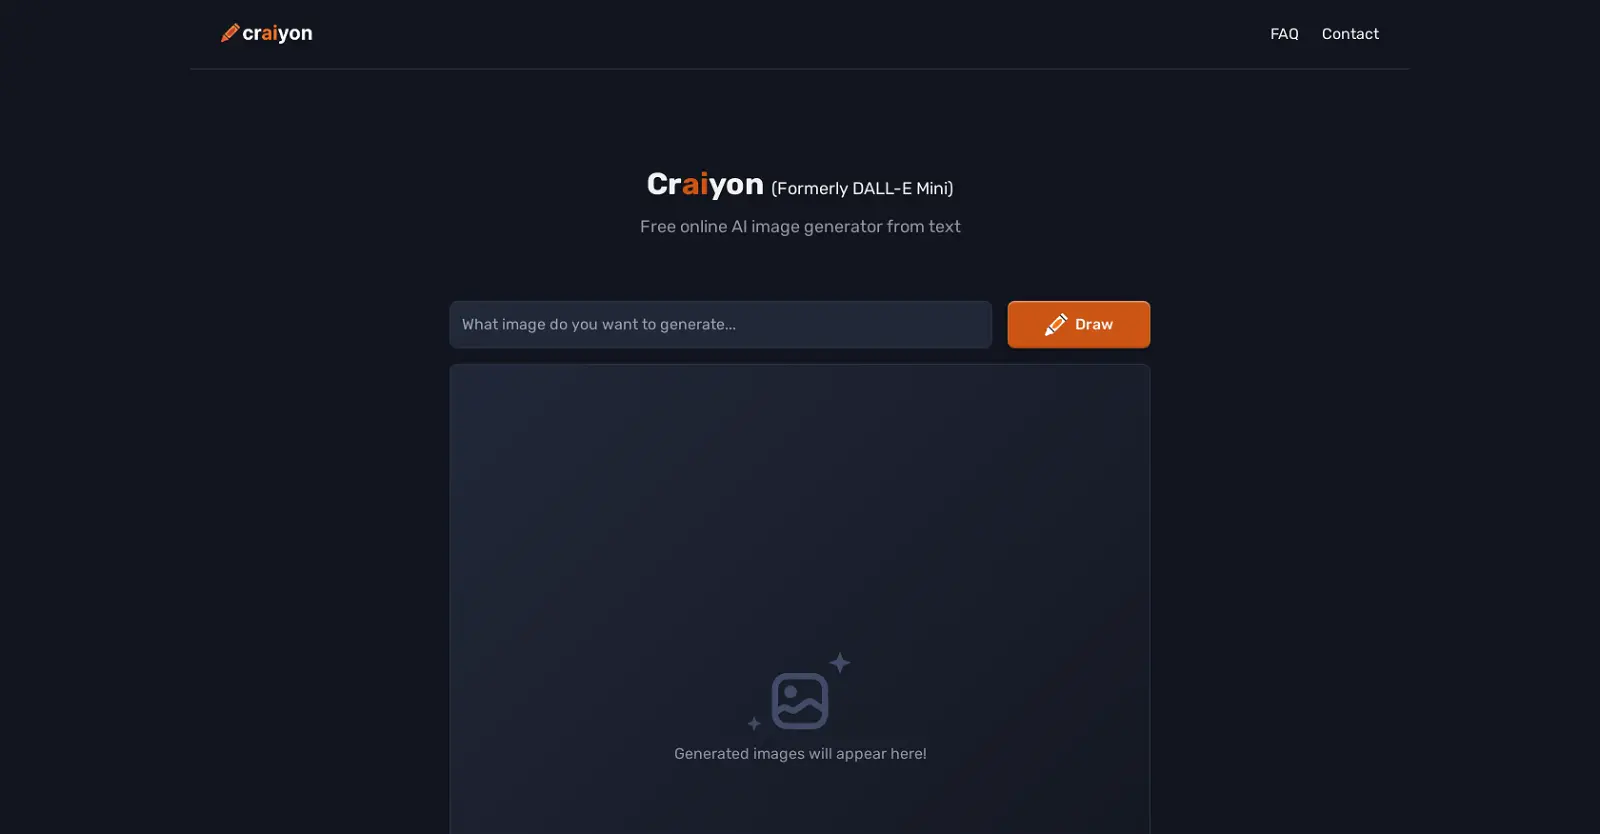 craiyon
FAQ Contact
Craiyon (Formerly DALL-E Mini)
Free online AI image generator from text
What image do you want to generate...
Draw
Generated images will appear here!